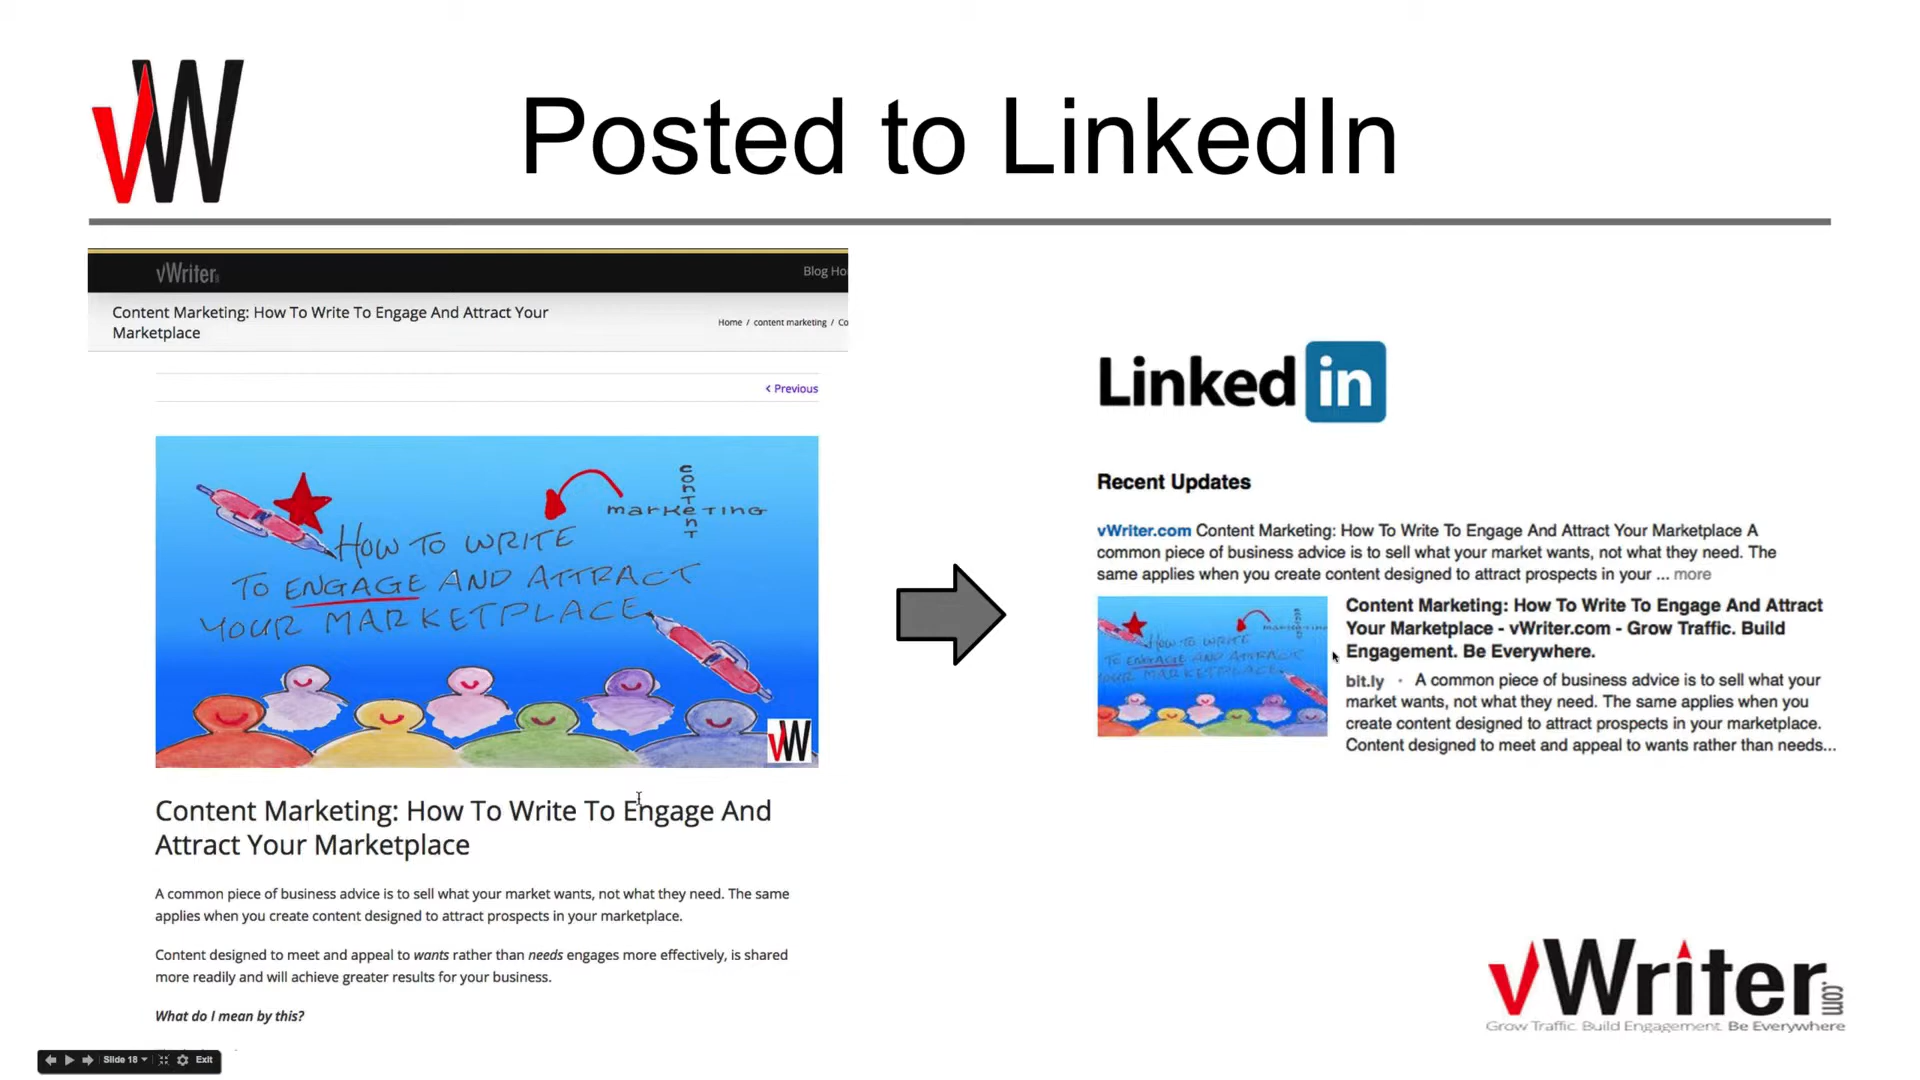 vW
Posted to LinkedIn
vWriter
Blog Ho
Content Marketing: How To Write To Engage And Attract Your
Marketplace
Home / content marketing / Co
< Previous
content
marketing
HOW TO WRITE
TO ENGAGE AND ATTRACT
YOUR MARKETPLACE
vW
Content Marketing: How To Write To Engage And
Attract Your Marketplace
A common piece of business advice is to sell what your market wants, not what they need. The same
applies when you create content designed to attract prospects in your marketplace.
Content designed to meet and appeal to wants rather than needs engages more effectively, is shared
more readily and will achieve greater results for your business.
What do I mean by this?
Linked in
Recent Updates
vWriter.com Content Marketing: How To Write To Engage And Attract Your Marketplace A
common piece of business advice is to sell what your market wants, not what they need. The
same applies when you create content designed to attract prospects in your ... more
HOW TO WRITE
TO ENGAGE AND ATTRACT
YOUR MARKETPLACE
Content Marketing: How To Write To Engage And Attract
Your Marketplace - vWriter.com - Grow Traffic. Build
Engagement. Be Everywhere.
bit.ly · A common piece of business advice is to sell what your
market wants, not what they need. The same applies when you
create content designed to attract prospects in your marketplace.
Content designed to meet and appeal to wants rather than needs...
vWriter.com
Grow Traffic. Build Engagement. Be Everywhere
Slide 18
Exit